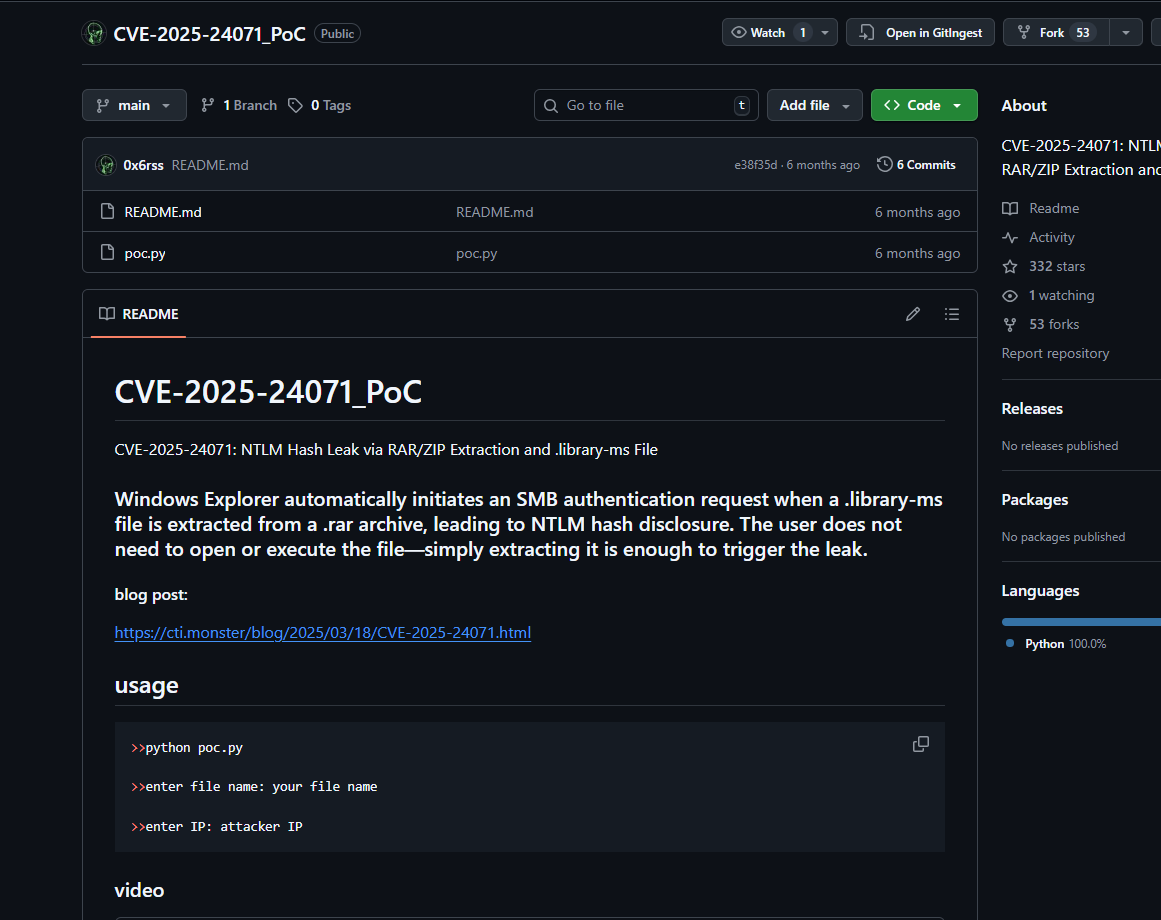 CVE-2025-24071_PoC Public
Watch 1
Open in GitIngest
Fork 53
main
1 Branch
0 Tags
Go to file t
Add file
Code
0x6rss README.md
e38f35d · 6 months ago
6 Commits
README.md README.md 6 months ago
poc.py poc.py 6 months ago
README
CVE-2025-24071_PoC
CVE-2025-24071: NTLM Hash Leak via RAR/ZIP Extraction and .library-ms File
Windows Explorer automatically initiates an SMB authentication request when a .library-ms
file is extracted from a .rar archive, leading to NTLM hash disclosure. The user does not
need to open or execute the file—simply extracting it is enough to trigger the leak.
blog post:
https://cti.monster/blog/2025/03/18/CVE-2025-24071.html
usage
>>python poc.py
>>enter file name: your file name
>>enter IP: attacker IP
video
About
CVE-2025-24071: NTLM
RAR/ZIP Extraction and
Readme
Activity
332 stars
1 watching
53 forks
Report repository
Releases
No releases published
Packages
No packages published
Languages
Python 100.0%